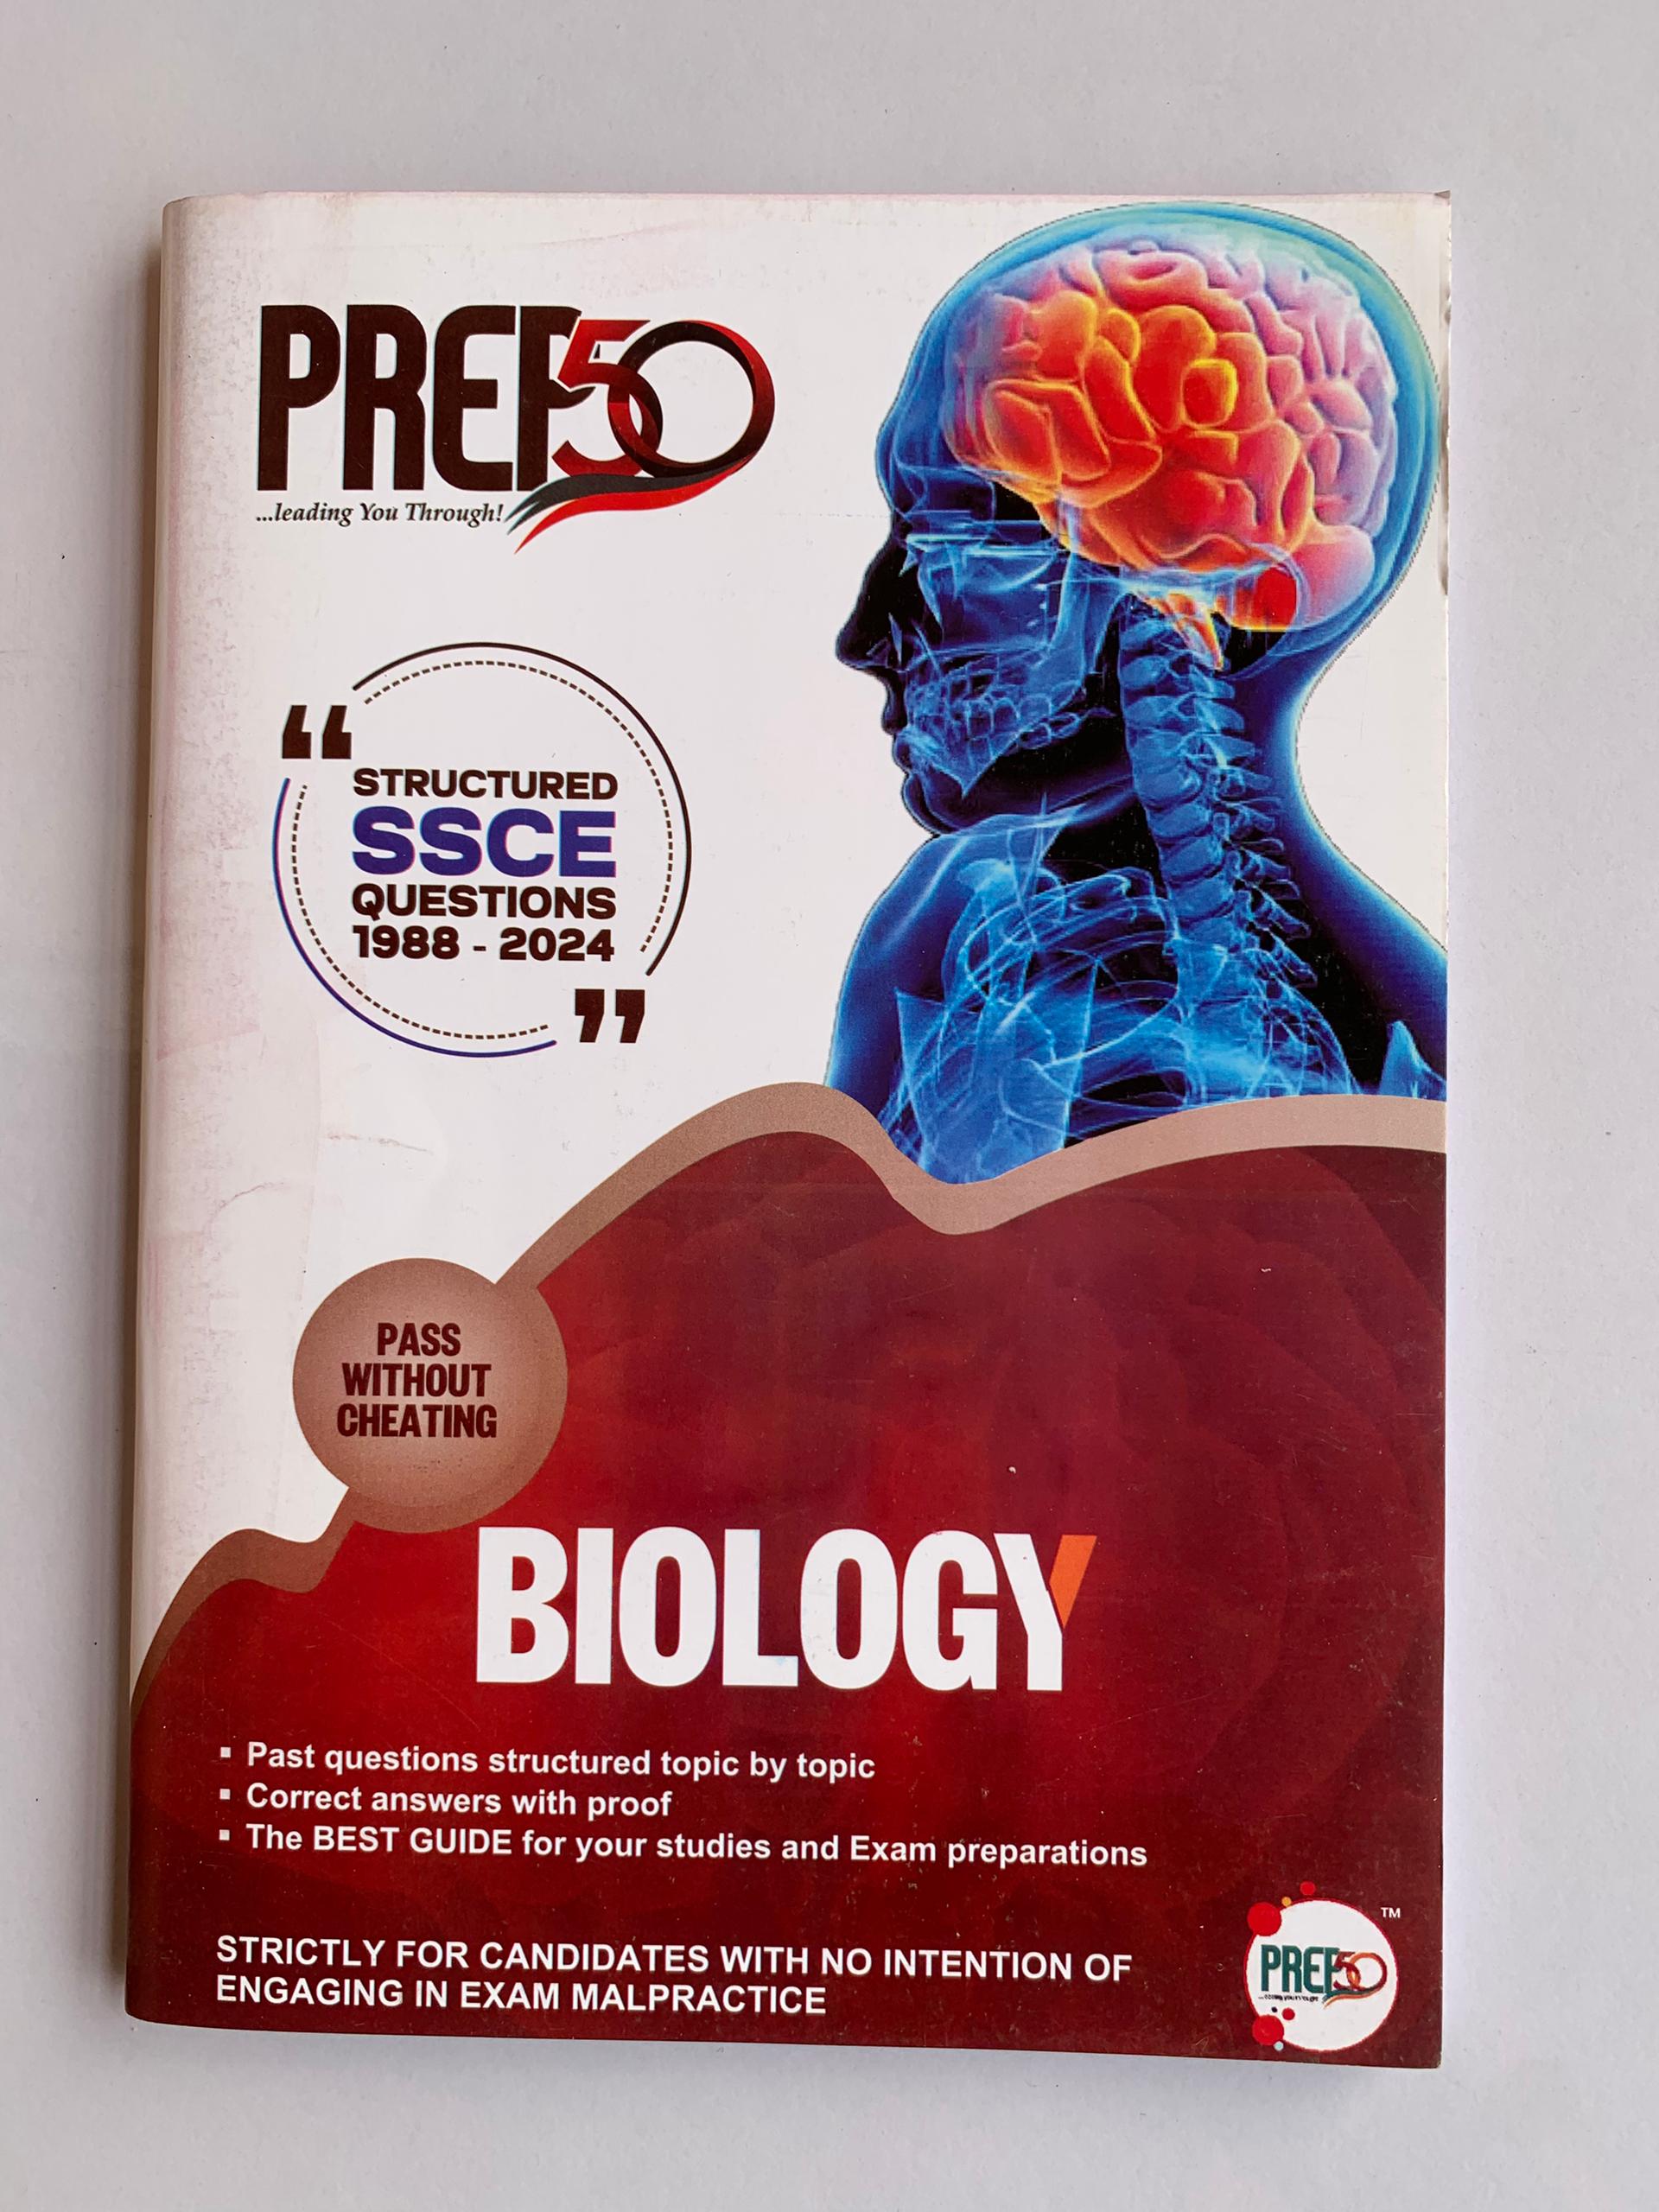 PREP50
...leading You Through!
“
STRUCTURED
SSCE
QUESTIONS
1988 - 2024
”
PASS
WITHOUT
CHEATING
BIOLOGY
▪ Past questions structured topic by topic
▪ Correct answers with proof
▪ The BEST GUIDE for your studies and Exam preparations
STRICTLY FOR CANDIDATES WITH NO INTENTION OF
ENGAGING IN EXAM MALPRACTICE
TM
PREP50